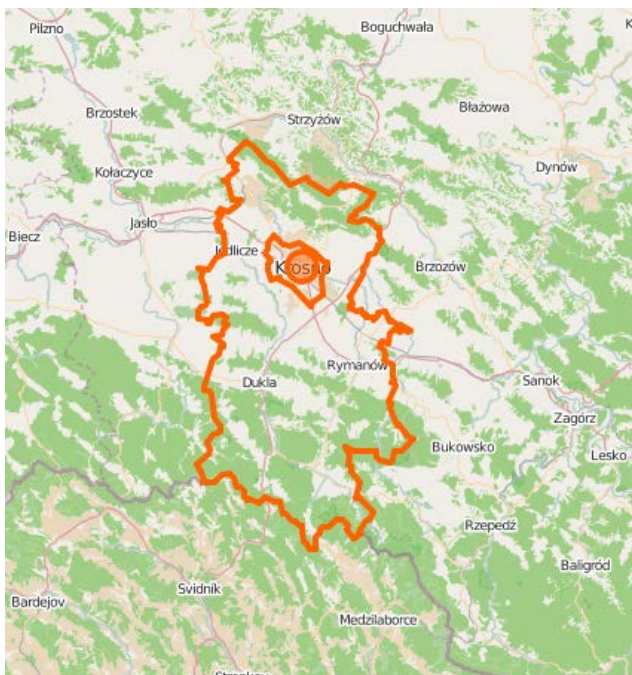 Pilzno
Boguchwała
K
Brzostek
Błażowa
Strzyżów
Kołaczyce
Dynów
Jasło
Biecz
Jedlicze
Krosno
Brzozów
Rymanów
Dukla
Sanok
Zagórz
Bukowsko
Lesko
Rzepedź
Baligród
Svidník
Bardejov
Medzilaborce
Stropkov